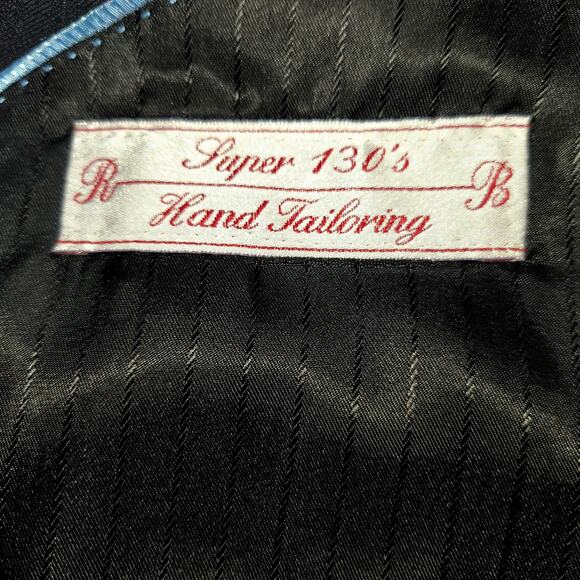 Super 130's
R B
Hand Tailoring